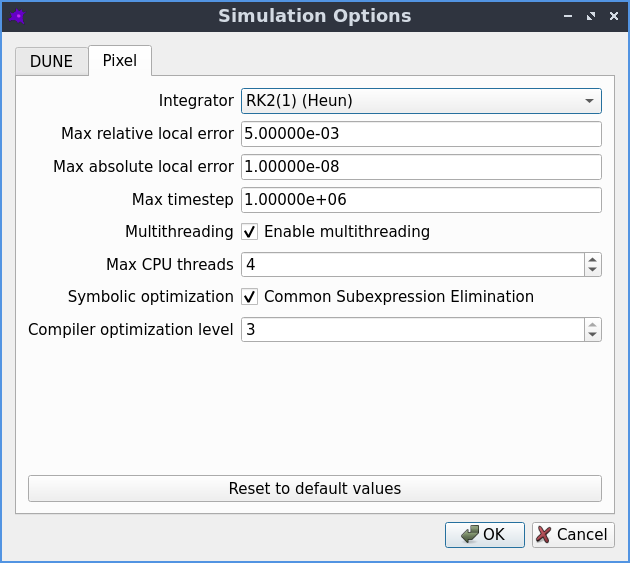 Simulation Options
DUNE Pixel
Integrator RK2(1) (Heun)
Max relative local error 5.00000e-03
Max absolute local error 1.00000e-08
Max timestep 1.00000e+06
Multithreading Enable multithreading
Max CPU threads 4
Symbolic optimization Common Subexpression Elimination
Compiler optimization level 3
Reset to default values
OK Cancel